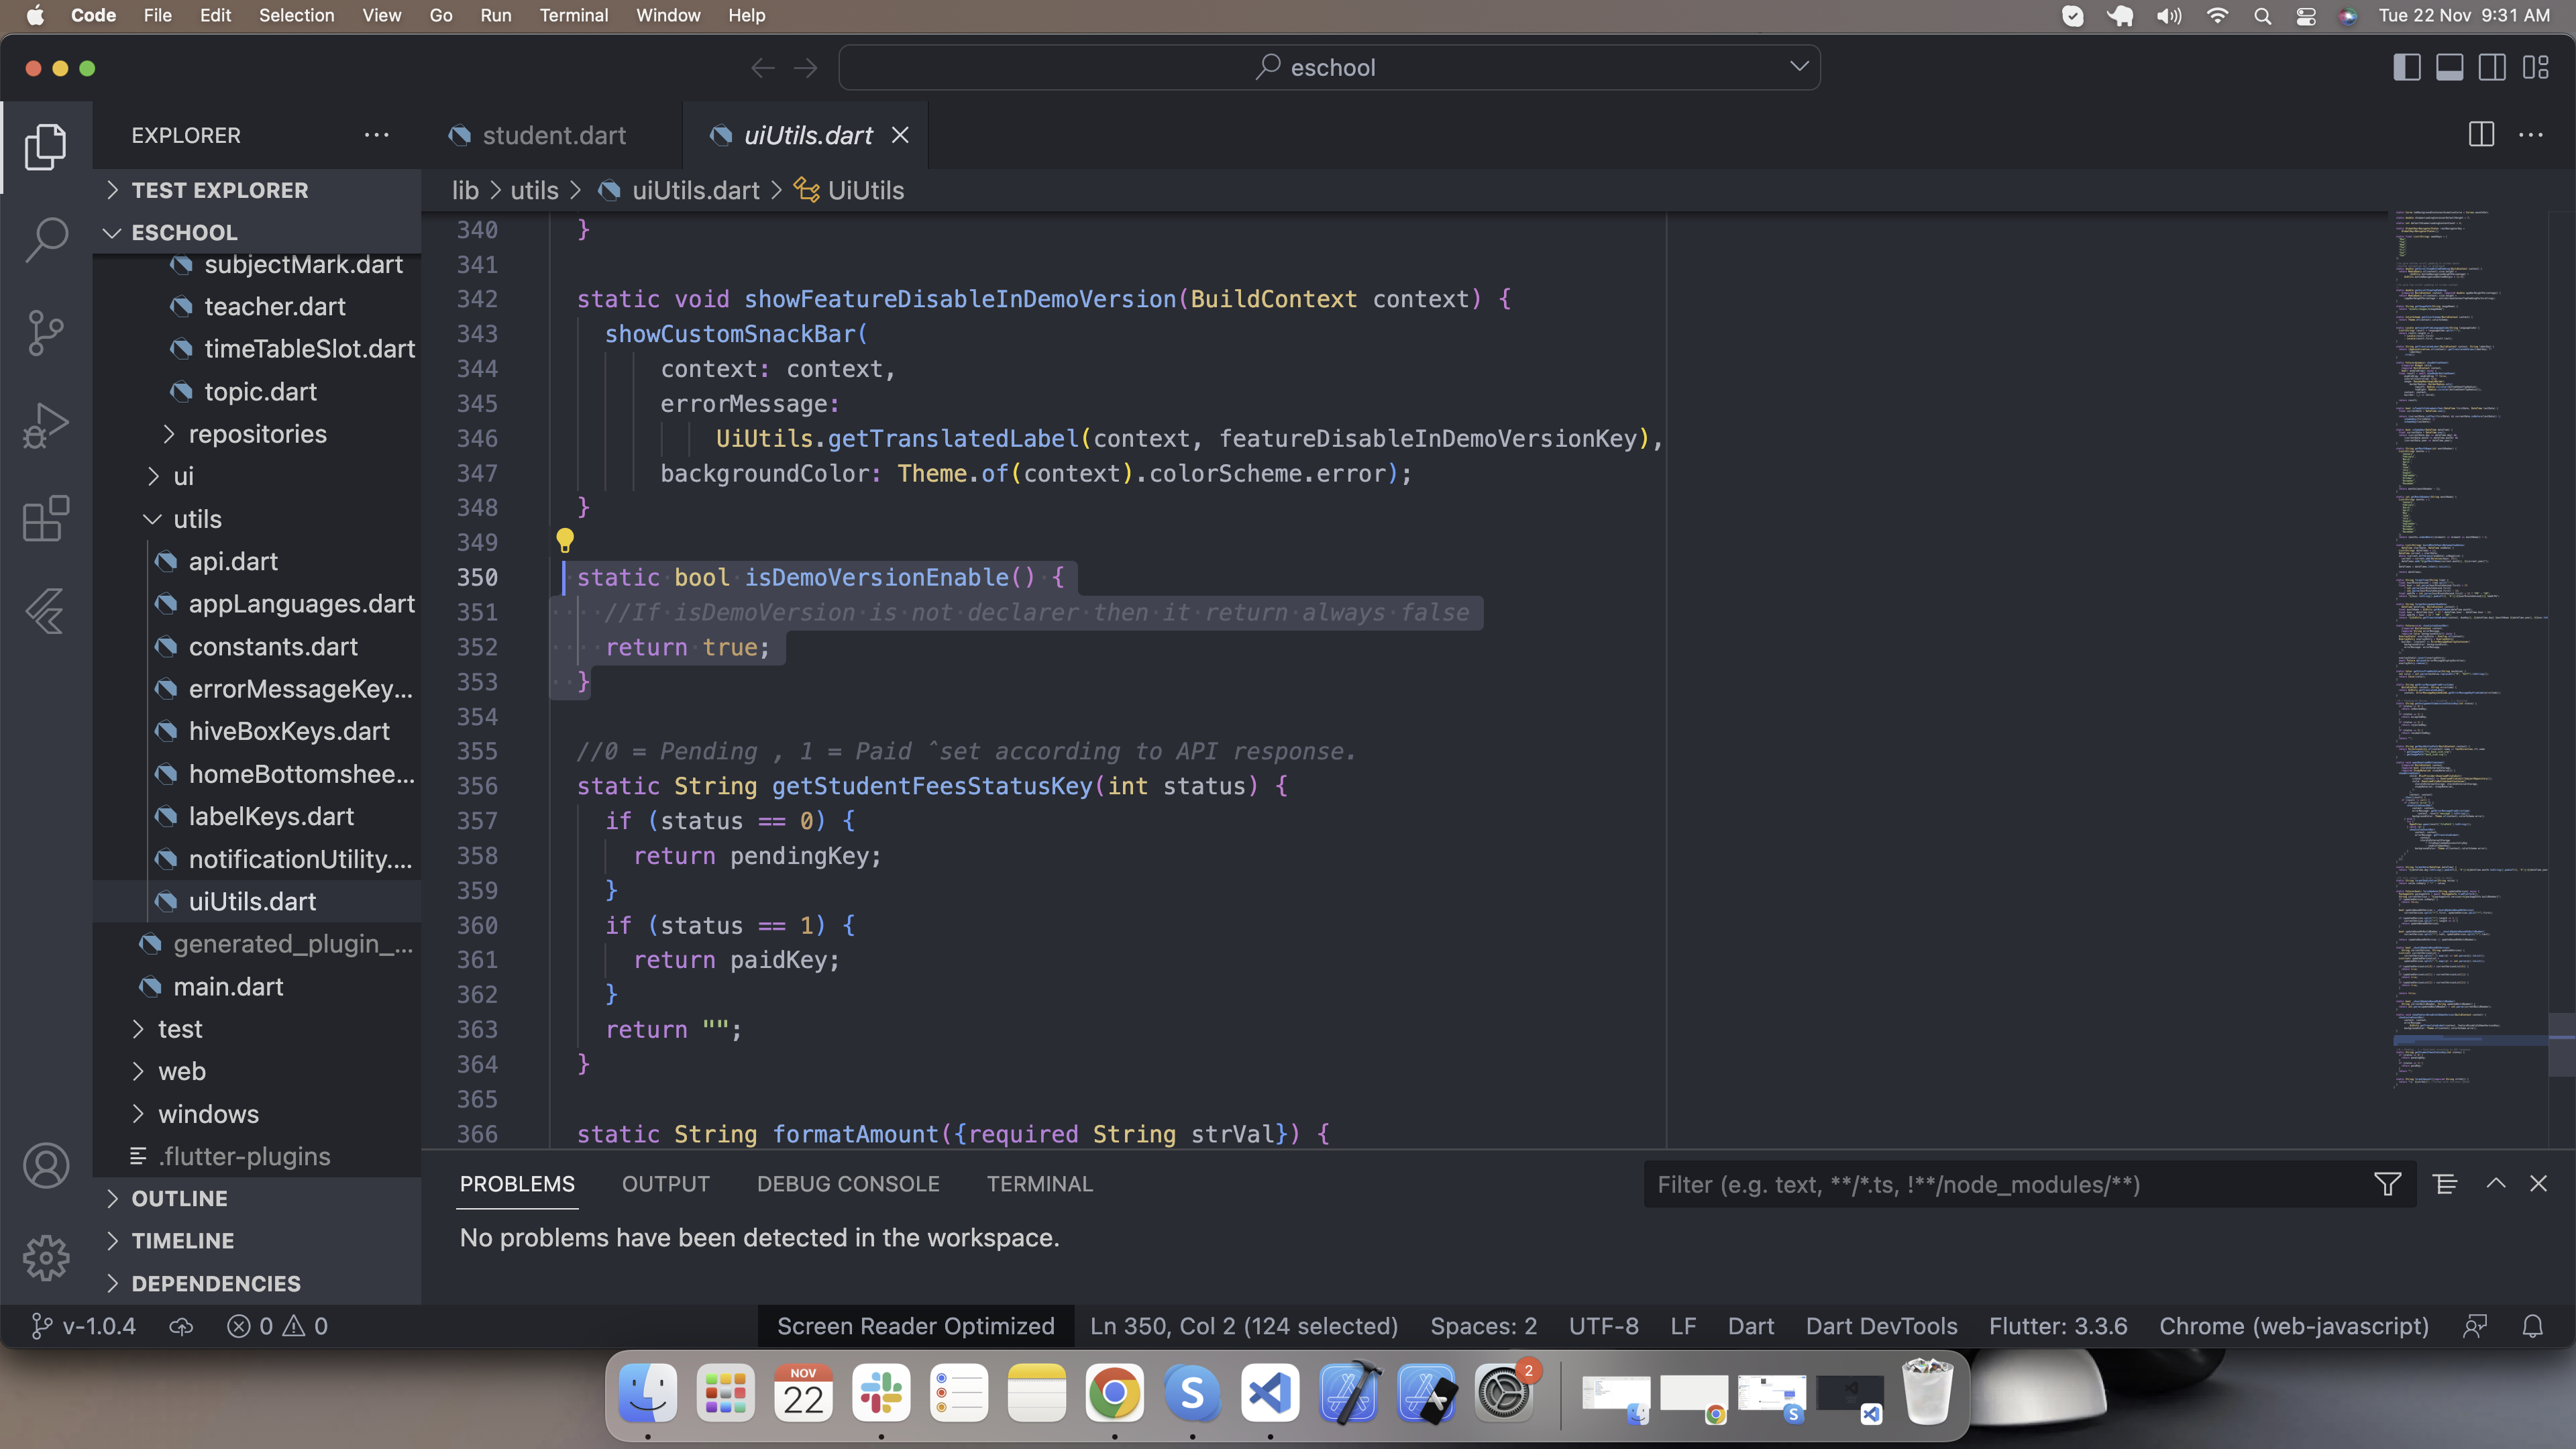 Code File Edit Selection View Go Run Terminal Window Help Tue 22 Nov 9:31 AM
eschool
EXPLORER
student.dart
uiUtils.dart
TEST EXPLORER
ESCHOOL
subjectMark.dart
teacher.dart
timeTableSlot.dart
topic.dart
repositories
ui
utils
api.dart
appLanguages.dart
constants.dart
errorMessageKey...
hiveBoxKeys.dart
homeBottomshee...
labelKeys.dart
notificationUtility....
uiUtils.dart
generated_plugin_...
main.dart
test
web
windows
.flutter-plugins
OUTLINE
TIMELINE
DEPENDENCIES
lib > utils > uiUtils.dart > UiUtils
340 }
341
342 static void showFeatureDisableInDemoVersion(BuildContext context) {
343 showCustomSnackBar(
344 context: context,
345 errorMessage:
346 UiUtils.getTranslatedLabel(context, featureDisableInDemoVersionKey),
347 backgroundColor: Theme.of(context).colorScheme.error);
348 }
349
350 static bool isDemoVersionEnable() {
351 //If isDemoVersion is not declarer then it return always false
352 return true;
353 }
354
355 //0 = Pending , 1 = Paid ˆset according to API response.
356 static String getStudentFeesStatusKey(int status) {
357 if (status == 0) {
358 return pendingKey;
359 }
360 if (status == 1) {
361 return paidKey;
362 }
363 return "";
364 }
365
366 static String formatAmount({required String strVal}) {
PROBLEMS OUTPUT DEBUG CONSOLE TERMINAL
Filter (e.g. text, **/*.ts, !**/node_modules/**)
No problems have been detected in the workspace.
v-1.0.4 0 0 Screen Reader Optimized Ln 350, Col 2 (124 selected) Spaces: 2 UTF-8 LF Dart Dart DevTools Flutter: 3.3.6 Chrome (web-javascript)
NOV
22
2